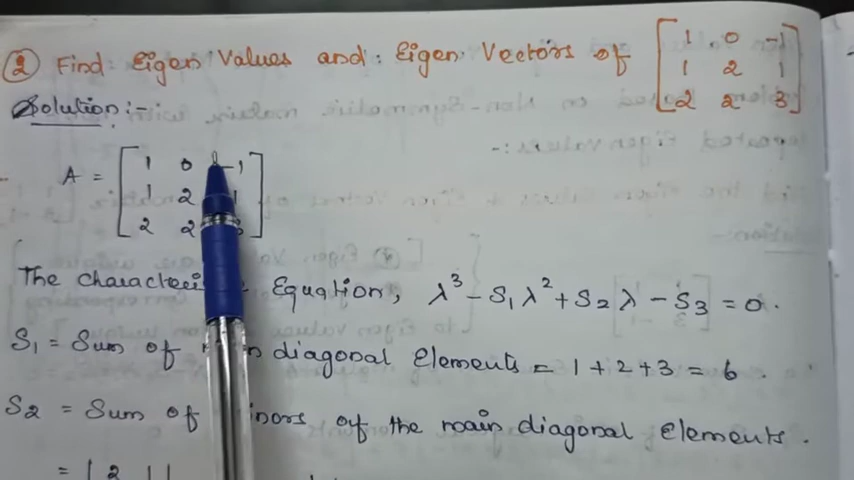 ② Find Eigen Values and Eigen Vectors of [1 0 -1
1 2 1
2 2 3]
Solution:-
A = [1 0 -1
1 2 1
2 2 3]
The Equation, λ³ - S₁λ² + S₂λ - S₃ = 0.
S₁ = Sum of diagonal Elements = 1 + 2 + 3 = 6.
S₂ = Sum of of the main diagonal Elements.
= | 2 1 |